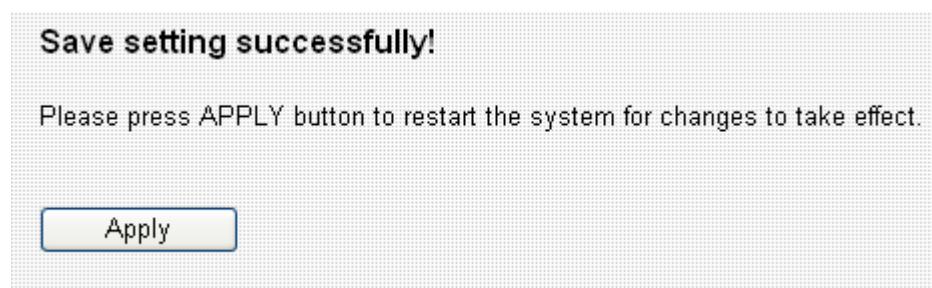 Save setting successfully!
Please press APPLY button to restart the system for changes to take effect.
Apply